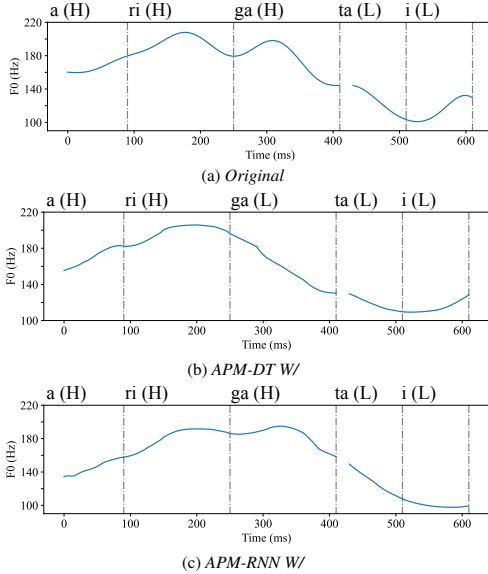 a (H) ri (H) ga (H) ta (L) i (L)
220
180
140
100
F0 (Hz)
0 100 200 300 400 500 600
Time (ms)
(a) Original
a (H) ri (H) ga (L) ta (L) i (L)
220
180
140
100
F0 (Hz)
0 100 200 300 400 500 600
Time (ms)
(b) APM-DT W/
a (H) ri (H) ga (H) ta (L) i (L)
220
180
140
100
F0 (Hz)
0 100 200 300 400 500 600
Time (ms)
(c) APM-RNN W/